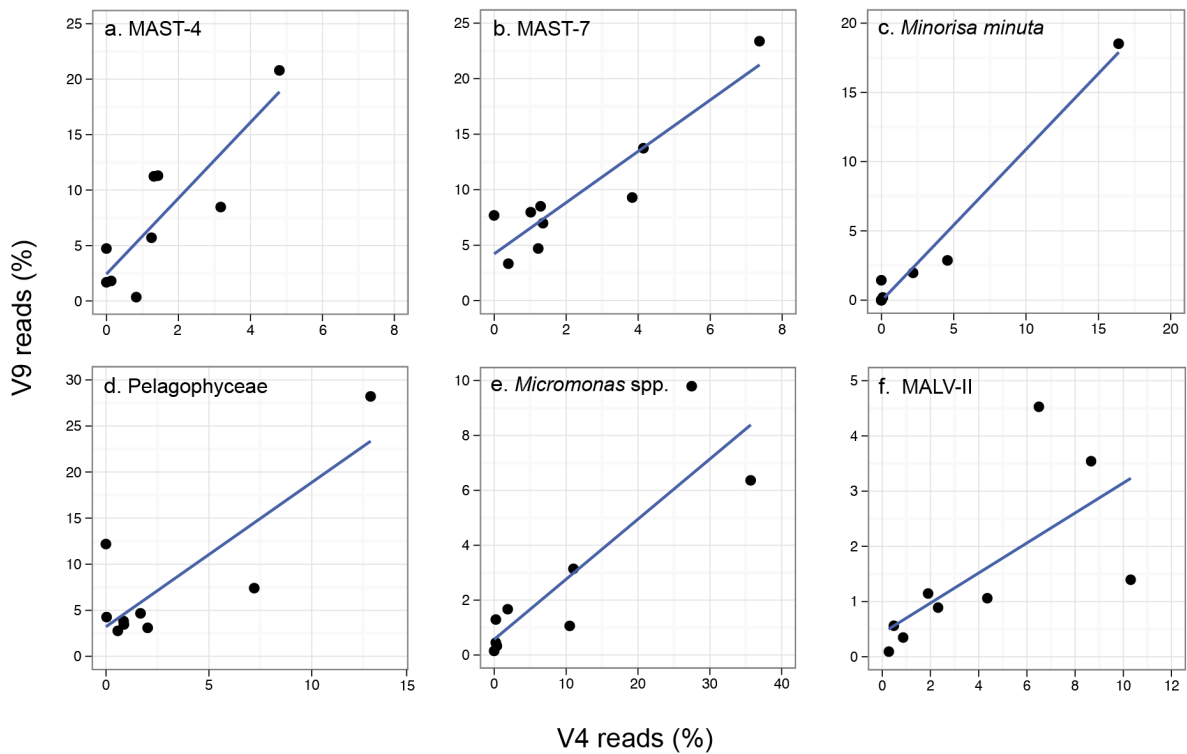 a. MAST-4
25
20
15
10
5
0
0 2 4 6 8
b. MAST-7
25
20
15
10
5
0
0 2 4 6 8
c. Minorisa minuta
20
15
10
5
0
0 5 10 15 20
V9 reads (%)
d. Pelagophyceae
30
25
20
15
10
5
0
0 5 10 15
e. Micromonas spp.
10
8
6
4
2
0
0 10 20 30 40
f. MALV-II
5
4
3
2
1
0
0 2 4 6 8 10 12
V4 reads (%)